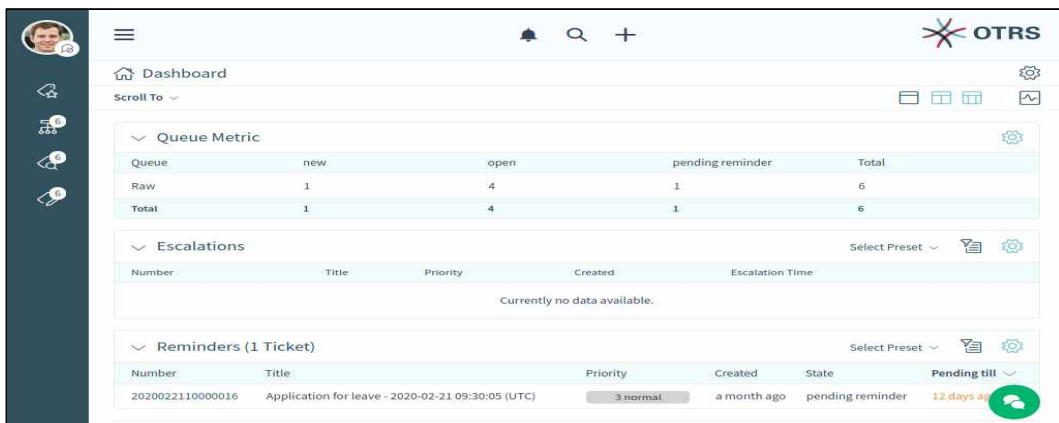 OTRS
Dashboard
Scroll To
6
6
6
Queue Metric
Queue new open pending reminder Total
Raw 1 4 1 6
Total 1 4 1 6
Escalations Select Preset
Number Title Priority Created Escalation Time
Currently no data available.
Reminders (1 Ticket) Select Preset
Number Title Priority Created State Pending till
2020022110000016 Application for leave - 2020-02-21 09:30:05 (UTC) 3 normal a month ago pending reminder 12 days